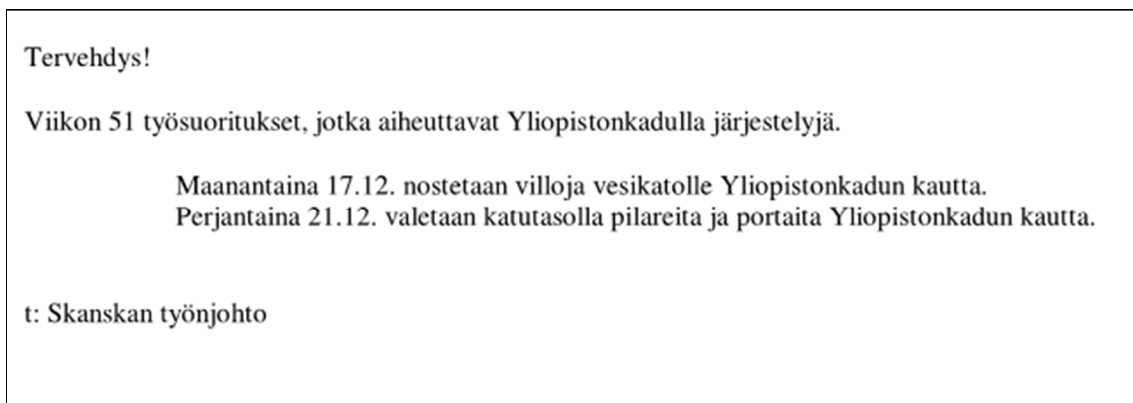 Tervehdys!
Viikon 51 työsuoritukset, jotka aiheuttavat Yliopistonkadulla järjestelyjä.
Maanantaina 17.12. nostetaan villoja vesikatolle Yliopistonkadun kautta.
Perjantaina 21.12. valetaan katutasolla pilareita ja portaita Yliopistonkadun kautta.
t: Skanskan työnjohto